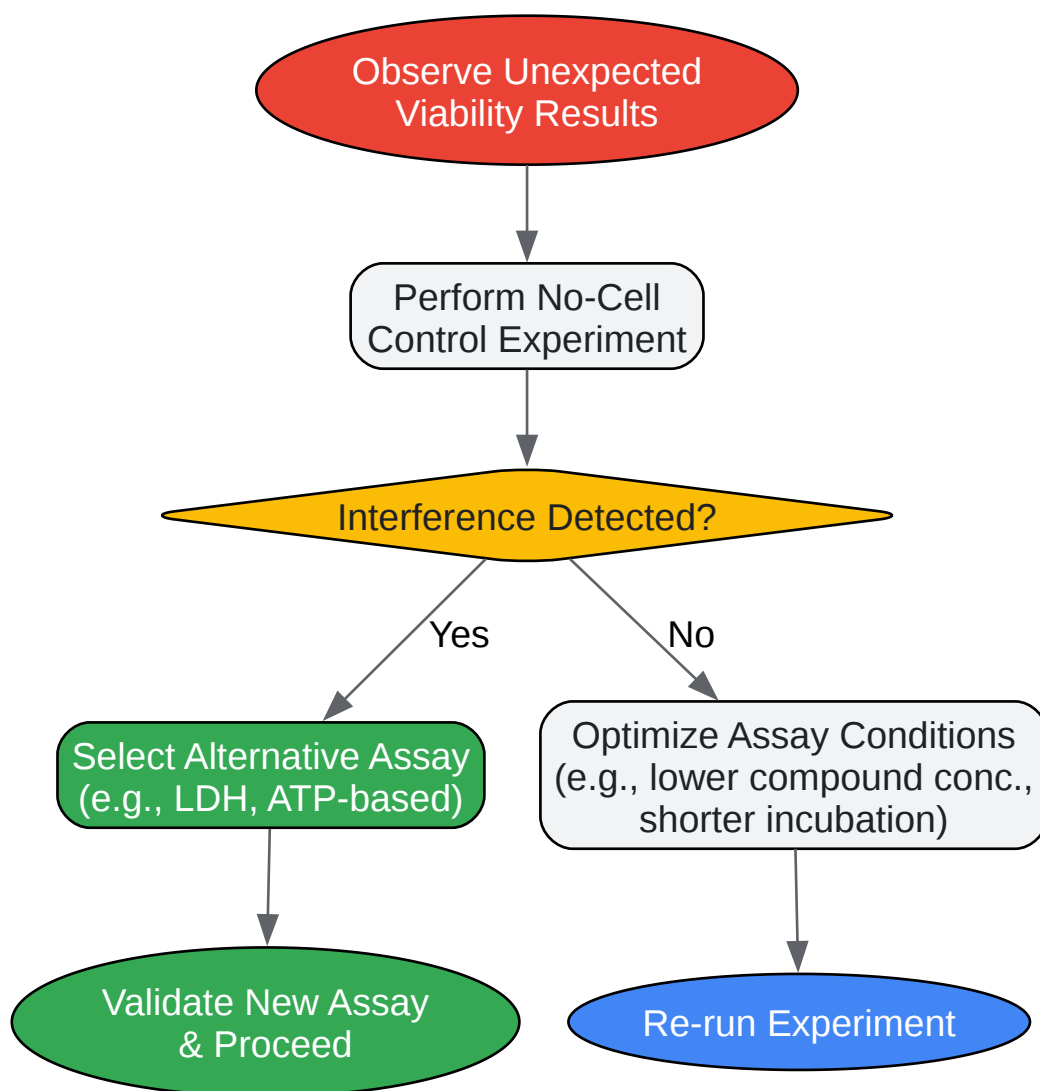 Observe Unexpected
Viability Results
Perform No-Cell
Control Experiment
Interference Detected?
Yes
No
Select Alternative Assay
(e.g., LDH, ATP-based)
Optimize Assay Conditions
(e.g., lower compound conc.,
shorter incubation)
Validate New Assay
& Proceed
Re-run Experiment